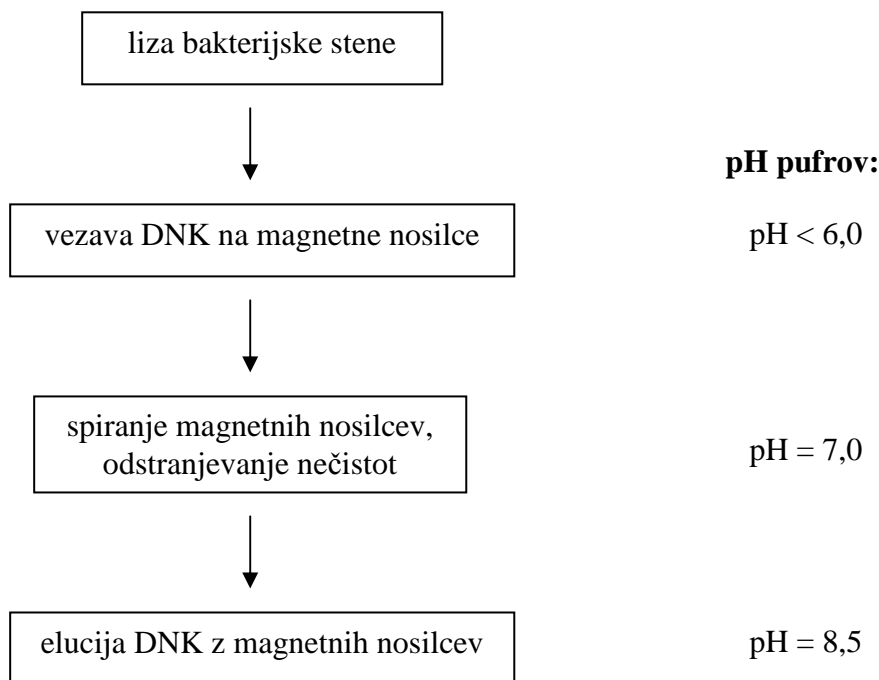 liza bakterijske stene
pH pufrov:
vezava DNK na magnetne nosilce
pH < 6,0
spiranje magnetnih nosilcev,
odstranjevanje nečistot
pH = 7,0
elucija DNK z magnetnih nosilcev
pH = 8,5